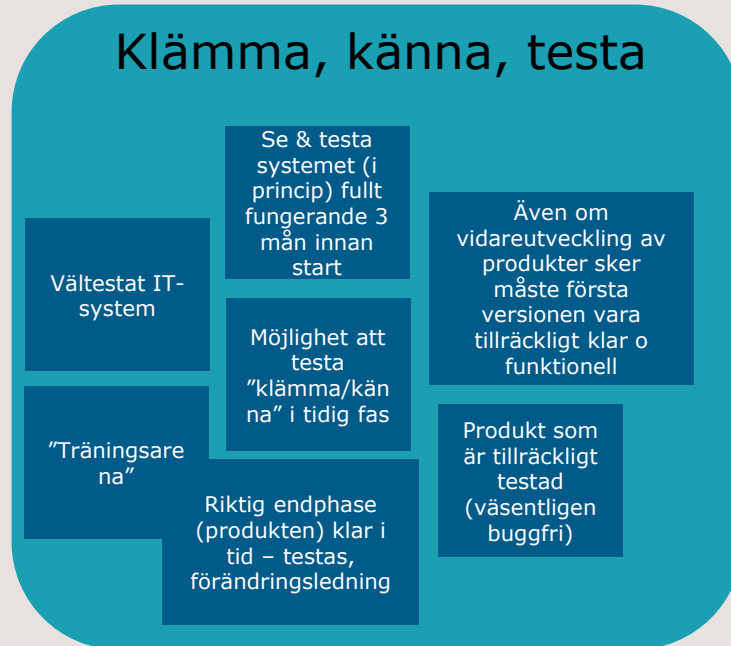 Klämma, känna, testa
Se & testa
systemet (i
princip) fullt
fungerande 3
mån innan
start
Även om
vidareutveckling av
produkter sker
måste första
versionen vara
tillräckligt klar o
funktionell
Vältestat IT-
system
Möjlighet att
testa
”klämma/kän
na” i tidig fas
”Träningsare
na”
Produkt som
är tillräckligt
testad
(väsentligen
buggfri)
Riktig endphase
(produkten) klar i
tid – testas,
förändringsledning